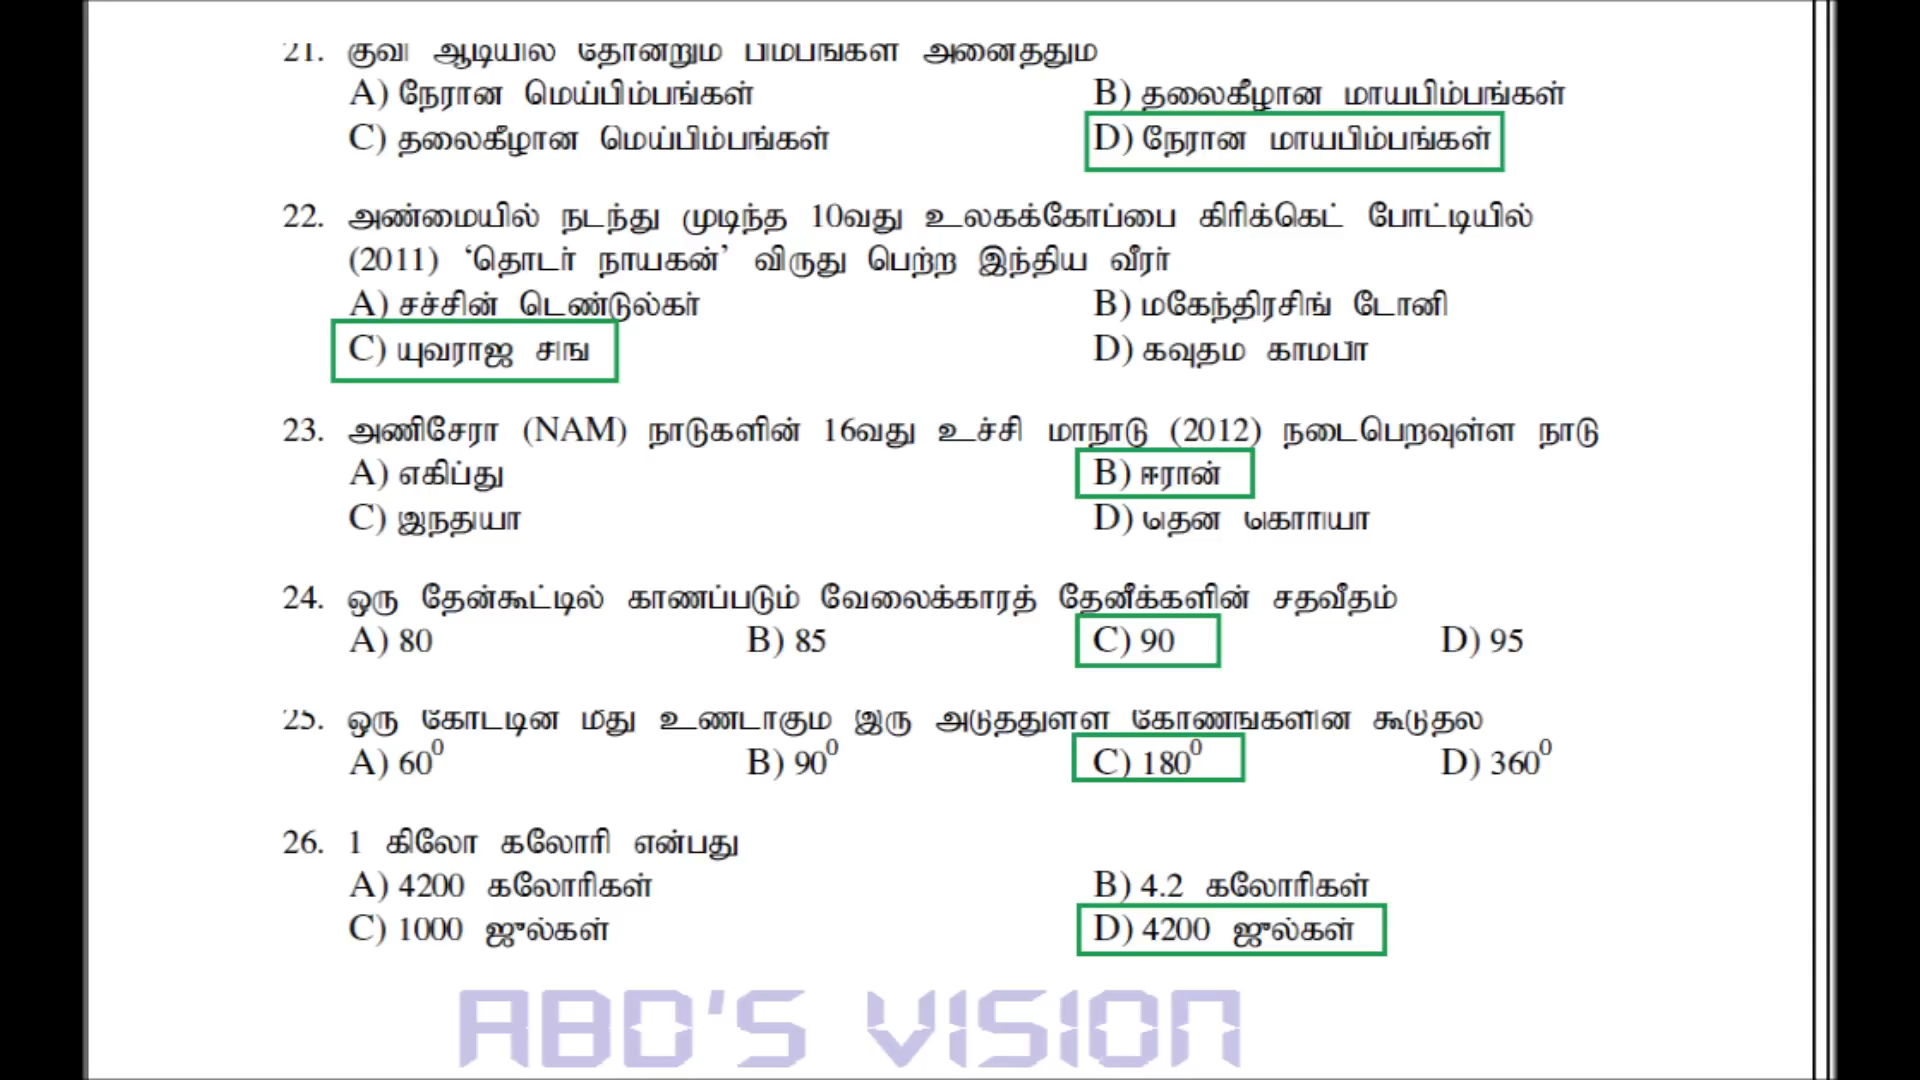 21. குவி ஆடியில் தோன்றும் பிம்பங்கள் அனைத்தும்
A) நேரான மெய்பிம்பங்கள் B) தலைகீழான மாயபிம்பங்கள்
C) தலைகீழான மெய்பிம்பங்கள் D) நேரான மாயபிம்பங்கள்
22. அண்மையில் நடந்து முடிந்த 10வது உலகக்கோப்பை கிரிக்கெட் போட்டியில்
(2011) ‘தொடர் நாயகன்’ விருது பெற்ற இந்திய வீரர்
A) சச்சின் டெண்டுல்கர் B) மகேந்திரசிங் டோனி
C) யுவராஜ் சிங் D) கவுதம் காம்பீர்
23. அணிசேரா (NAM) நாடுகளின் 16வது உச்சி மாநாடு (2012) நடைபெறவுள்ள நாடு
A) எகிப்து B) ஈரான்
C) இந்தியா D) தென் கொரியா
24. ஒரு தேன்கூட்டில் காணப்படும் வேலைக்காரத் தேனீக்களின் சதவீதம்
A) 80 B) 85 C) 90 D) 95
25. ஒரு கோட்டின் மீது உண்டாகும் இரு அடுத்துள்ள கோணங்களின் கூடுதல்
A) 60⁰ B) 90⁰ C) 180⁰ D) 360⁰
26. 1 கிலோ கலோரி என்பது
A) 4200 கலோரிகள் B) 4.2 கலோரிகள்
C) 1000 ஜுல்கள் D) 4200 ஜுல்கள்
ABD'S VISION